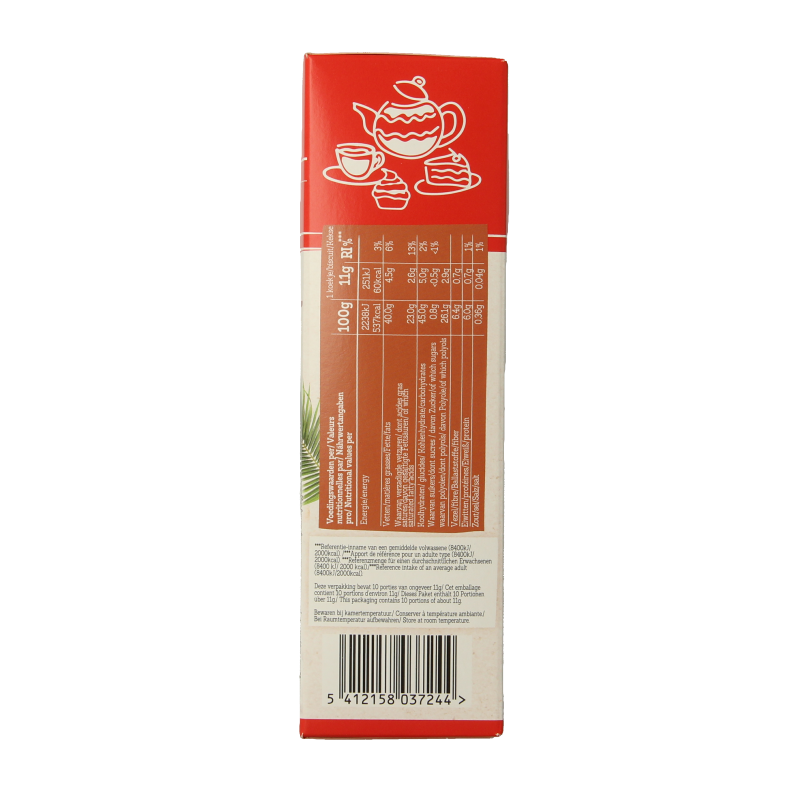 1 koekje/biscuit/Kekse
Voedingswaarden per/ Valeurs
nutritionnelles par/ Nährwertangaben
pro/ Nutritional values per 100g 11g RI%***
Energie/energy 2238kJ 251kJ
537kcal 60kcal 3%
Vetten/matières grasses/Fette/fats 40.0g 4.5g 6%
Waarvan verzadigde vetturen/ dont acides gras
saturés/davon gesättigte Fettsäuren/ of which
saturated fatty acids 23.0g 2.6g 13%
Koolhydraten/ glucides/ Kohlenhydrate/carbohydrates 45.0g 5.0g 2%
Waarvan suikers/dont sucres / davon Zucker/of which sugars 0.8g <0.5g <1%
waarvan polyolen/dont polyols/ davon Polyole/of which polyols 26.1g 2.9g
Vezel/fibre/Ballaststoffe/fiber 6.4g 0.7g
Eiwitten/protéines/Eiweiß/protein 6.0g 0.7g 1%
Zout/sel/Salz/salt 0.36g 0.04g 1%
***Referentie-inname van een gemiddelde volwassene (8400kJ/
2000kcal) /***Apport de référence pour un adulte type (8400kJ/
2000kcal) ***Referenzmenge für einen durchschnittlichen Erwachsenen
(8400 kJ/ 2000 kcal)/***Reference intake of an average adult
(8400kJ/2000kcal)
Deze verpakking bevat 10 porties van ongeveer 11g/ Cet emballage
contient 10 portions d'environ 11g/ Dieses Paket enthält 10 Portionen
über 11g/ This packaging contains 10 portions of about 11g
Bewaren bij kamertemperatuur/ Conserver à température ambiante/
Bei Raumtemperatur aufbewahren/ Store at room temperature.
5 412158 037244 >